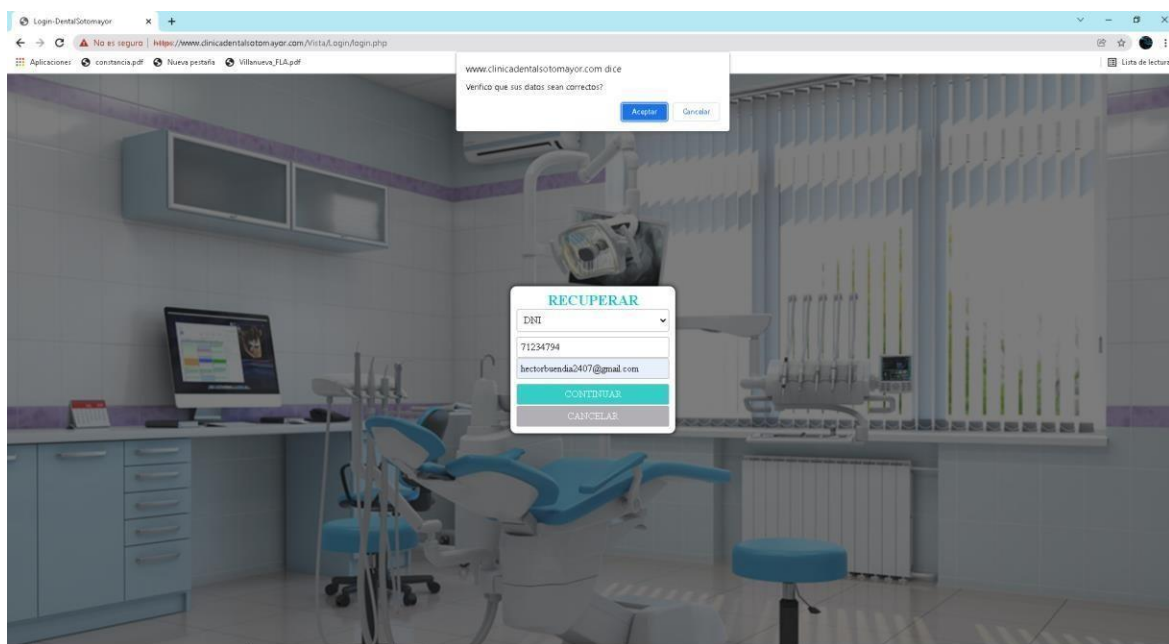 Login-DentalSotomayor
No es seguro | https://www.clinicadentalsotomayor.com/Vista/Login/login.php
Aplicaciones constancia.pdf Nueva pestaña Villanueva_FLA.pdf Lista de lectura
www.clinicadentalsotomayor.com dice
Verifico que sus datos sean correctos?
Aceptar Cancelar
RECUPERAR
DNI
71234794
hectorbuendia2407@gmail.com
CONTINUAR
CANCELAR